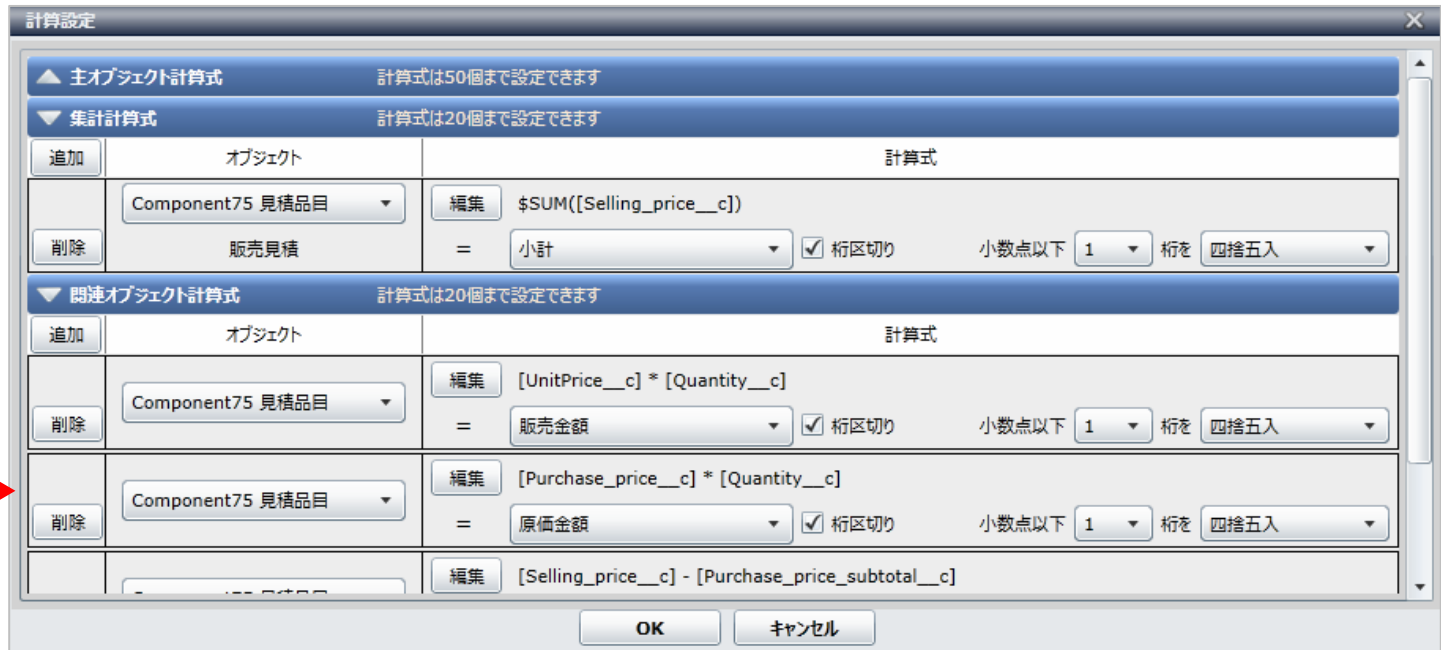 計算設定
主オブジェクト計算式 計算式は50個まで設定できます
集計計算式 計算式は20個まで設定できます
追加 オブジェクト 計算式
Component75 見積品目 編集 $SUM([Selling_price__c])
削除 販売見積 = 小計 桁区切り 小数点以下 1 桁を 四捨五入
関連オブジェクト計算式 計算式は20個まで設定できます
追加 オブジェクト 計算式
Component75 見積品目 編集 [UnitPrice__c] * [Quantity__c]
削除 = 販売金額 桁区切り 小数点以下 1 桁を 四捨五入
Component75 見積品目 編集 [Purchase_price__c] * [Quantity__c]
削除 = 原価金額 桁区切り 小数点以下 1 桁を 四捨五入
編集 [Selling_price__c] - [Purchase_price_subtotal__c]
OK キャンセル